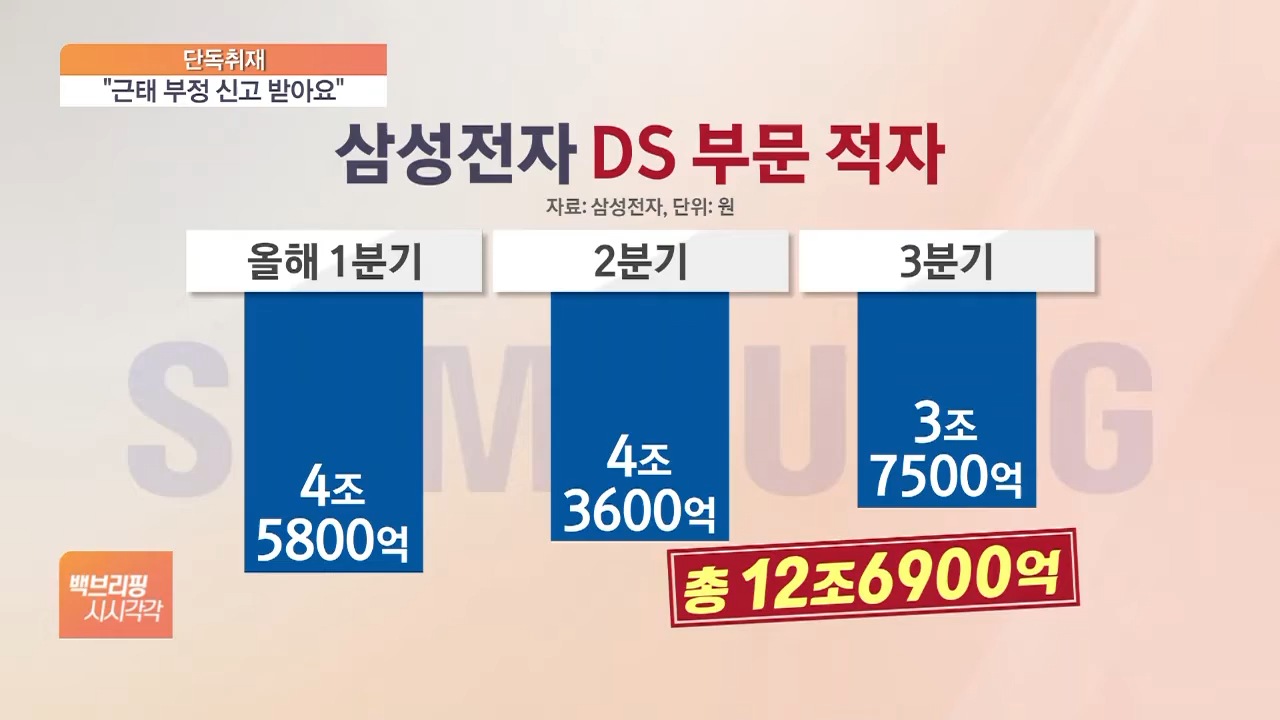 단독취재
"근태 부정 신고 받아요"
삼성전자 DS 부문 적자
자료: 삼성전자, 단위: 원
올해 1분기
2분기
3분기
4조
5800억
4조
3600억
3조
7500억
총 12조6900억
SAMSUNG
백브리핑
시시각각